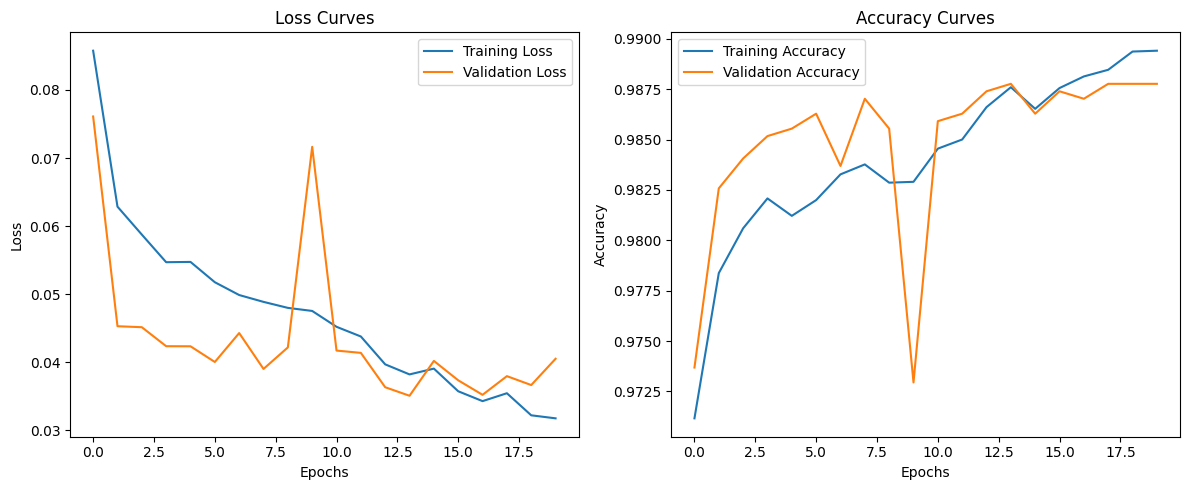 Loss Curves
Training Loss
Validation Loss
0.08
0.07
0.06
0.05
0.04
0.03
Loss
0.0 2.5 5.0 7.5 10.0 12.5 15.0 17.5
Epochs
Accuracy Curves
Training Accuracy
Validation Accuracy
0.9900
0.9875
0.9850
0.9825
0.9800
0.9775
0.9750
0.9725
Accuracy
0.0 2.5 5.0 7.5 10.0 12.5 15.0 17.5
Epochs